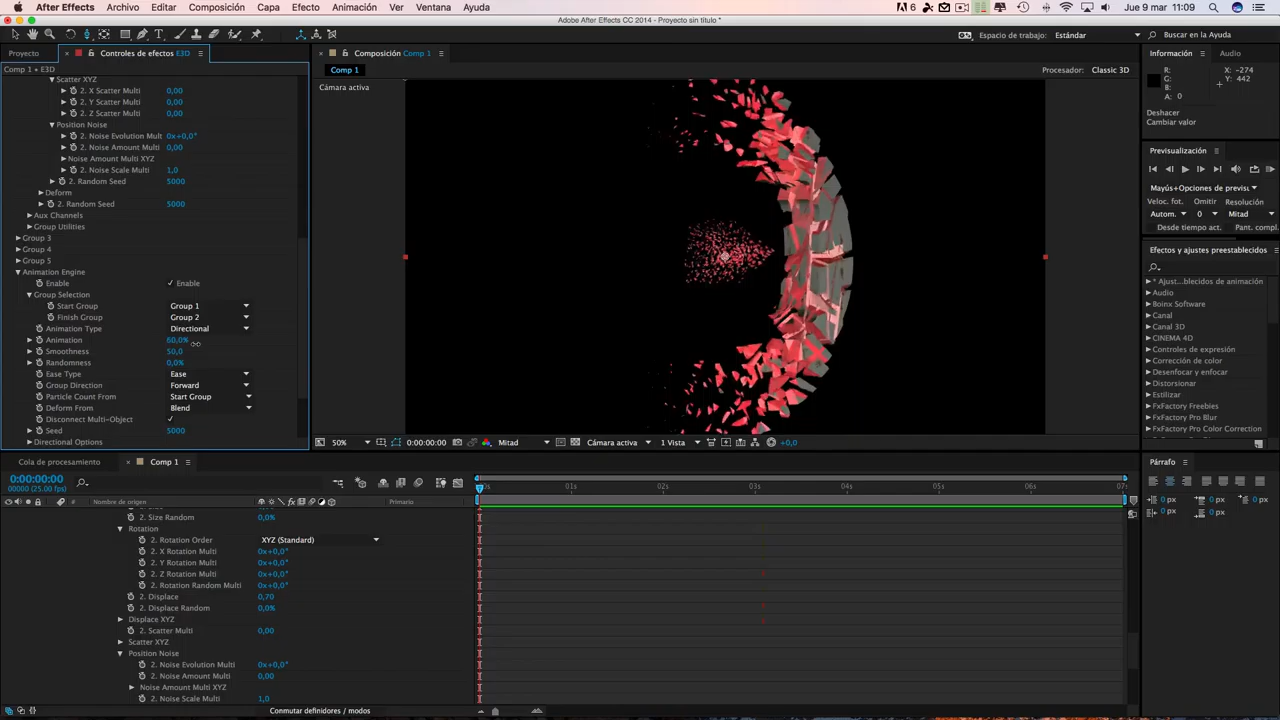 After Effects Archivo Editar Composición Capa Efecto Animación Ver Ventana Ayuda 6 Jue 9 mar 11:09
Adobe After Effects CC 2014 - Proyecto sin título *
Espacio de trabajo: Estándar Buscar en la Ayuda
Proyecto × Controles de efectos E3D
Composición Comp 1
Información Audio
Comp 1 • E3D
Comp 1
Procesador: Classic 3D
Cámara activa
R: X: -274
G: Y: 442
B:
A: 0
Deshacer
Cambiar valor
Scatter XYZ
2. X Scatter Multi 0,00
2. Y Scatter Multi 0,00
2. Z Scatter Multi 0,00
Position Noise
2. Noise Evolution Mult 0x+0,0°
2. Noise Amount Multi 0,00
Noise Amount Multi XYZ
2. Noise Scale Multi 1,0
2. Random Seed 5000
Deform
2. Random Seed 5000
Aux Channels
Group Utilities
Group 3
Group 4
Group 5
Animation Engine
Enable Enable
Group Selection
Start Group Group 1
Finish Group Group 2
Animation Type Directional
Animation 60,0%
Smoothness 50,0
Randomness 0,0%
Ease Type Ease
Group Direction Forward
Particle Count From Start Group
Deform From Blend
Disconnect Multi-Object
Seed 5000
Directional Options
Previsualización
Mayús+Opciones de previs
Veloc. fot. Omitir Resolución
Autom. 0 Mitad
Desde tiempo act. Pant. compl.
Efectos y ajustes preestablecidos
* Ajust
Audio
Boinx Software
Canal
Canal 3D
CINEMA 4D
Controles de expresión
Corrección de color
Desenfocar y enfocar
Distorsionar
FxFactory Freebies
FxFactory Pro Blur
FxFactory Pro Color Correction
50% 0:00:00:00 Mitad Cámara activa 1 Vista +0,0
Cola de procesamiento × Comp 1
Párrafo
0:00:00:00
00000 (25.00 fps)
01s 02s 03s 04s 05s 06s 07s
Nombre de origen Primario
0 px 0 px 0 px
0 px 0 px
2. Size Random 0,0%
Rotation
2. Rotation Order XYZ (Standard)
2. X Rotation Multi 0x+0,0°
2. Y Rotation Multi 0x+0,0°
2. Z Rotation Multi 0x+0,0°
2. Rotation Random Multi 0x+0,0°
2. Displace 0,70
2. Displace Random 0,0%
Displace XYZ
2. Scatter Multi 0,00
Scatter XYZ
Position Noise
2. Noise Evolution Multi 0x+0,0°
2. Noise Amount Multi 0,00
Noise Amount Multi XYZ
2. Noise Scale Multi 1,0
Conmutar definidores / modos